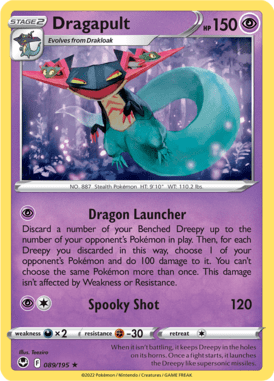 STAGE 2 Dragapult HP 150
Evolves from Drakloak
NO. 887 Stealth Pokémon HT: 9'10" WT: 110.2 lbs.
Dragon Launcher
Discard a number of your Benched Dreepy up to the
number of your opponent's Pokémon in play. Then, for each
Dreepy you discarded in this way, choose 1 of your
opponent's Pokémon and do 100 damage to it. You can't
choose the same Pokémon more than once. This damage
isn't affected by Weakness or Resistance.
Spooky Shot 120
weakness ×2 resistance -30 retreat
When it isn't battling, it keeps Dreepy in the holes
on its horns. Once a fight starts, it launches
the Dreepy like supersonic missiles.
F 089/195 ★
©2022 Pokémon / Nintendo / Creatures / GAME FREAK